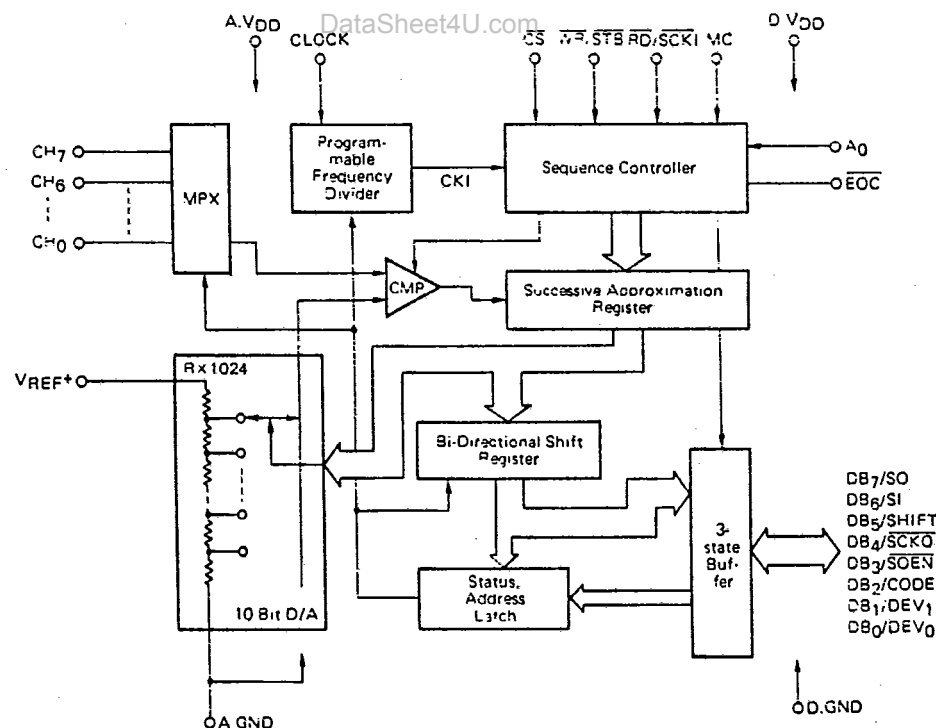 DataSheet4U.com
A.VDD
CLOCK
CS WR/STB RD/SCKI MC
D.VDD
CH7
CH6
CH0
MPX
Program-
mable
Frequency
Divider
CKI
Sequence Controller
A0
EOC
CMP
Successive Approximation
Register
VREF+
R×1024
Bi-Directional Shift
Register
10 Bit D/A
Status,
Address
Latch
3-
state
Buf-
fer
DB7/SO
DB6/SI
DB5/SHIFT
DB4/SCKO
DB3/SOEN
DB2/CODE
DB1/DEV1
DB0/DEV0
A.GND
D.GND